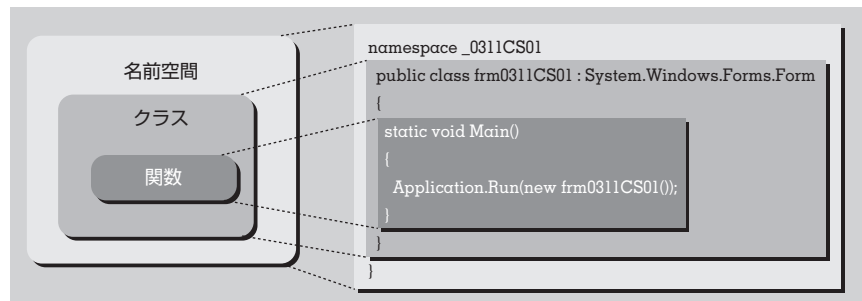 名前空間
クラス
関数
namespace _0311CS01
public class frm0311CS01 : System.Windows.Forms.Form
{
static void Main()
{
Application.Run(new frm0311CS01());
}
}
}